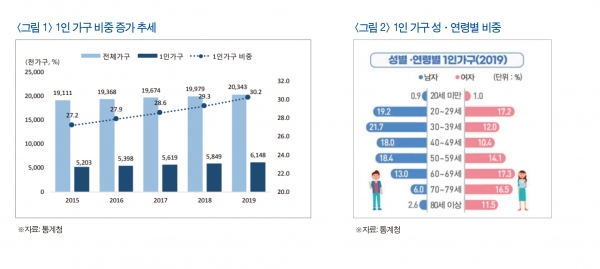 〈그림 1〉 1인 가구 비중 증가 추세
(천가구, %)
전체가구 1인가구 1인가구 비중
25,000
20,000
15,000
10,000
5,000
0
32.0
30.0
28.0
26.0
24.0
22.0
20.0
19,111 19,368 19,674 19,979 20,343
27.2 27.9 28.6 29.3 30.2
5,203 5,398 5,619 5,849 6,148
2015 2016 2017 2018 2019
※자료: 통계청
〈그림 2〉 1인 가구 성·연령별 비중
성별·연령별 1인가구(2019)
남자 여자 (단위 : %)
0.9 20세 미만 1.0
19.2 20~29세 17.2
21.7 30~39세 12.0
18.0 40~49세 10.4
18.4 50~59세 14.1
13.0 60~69세 17.3
6.0 70~79세 16.5
2.6 80세 이상 11.5
※자료: 통계청